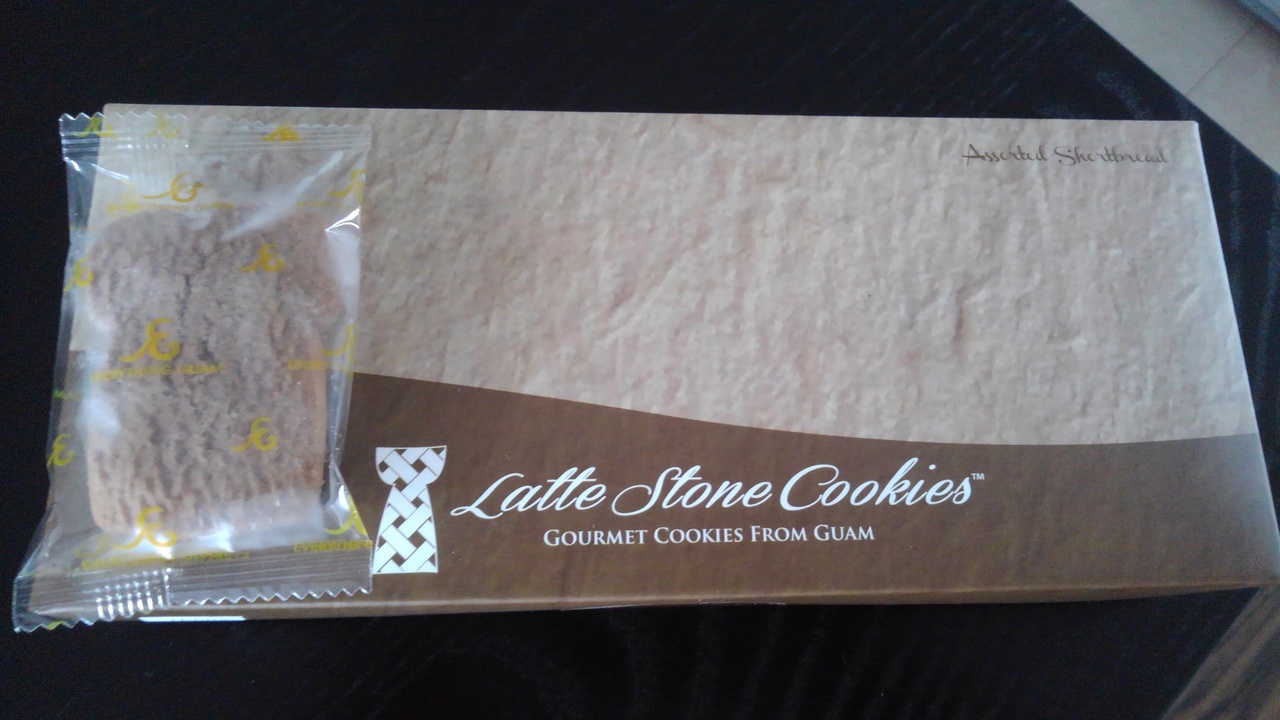 Assorted Shortbread
Latte Stone Cookies™
Gourmet Cookies From Guam